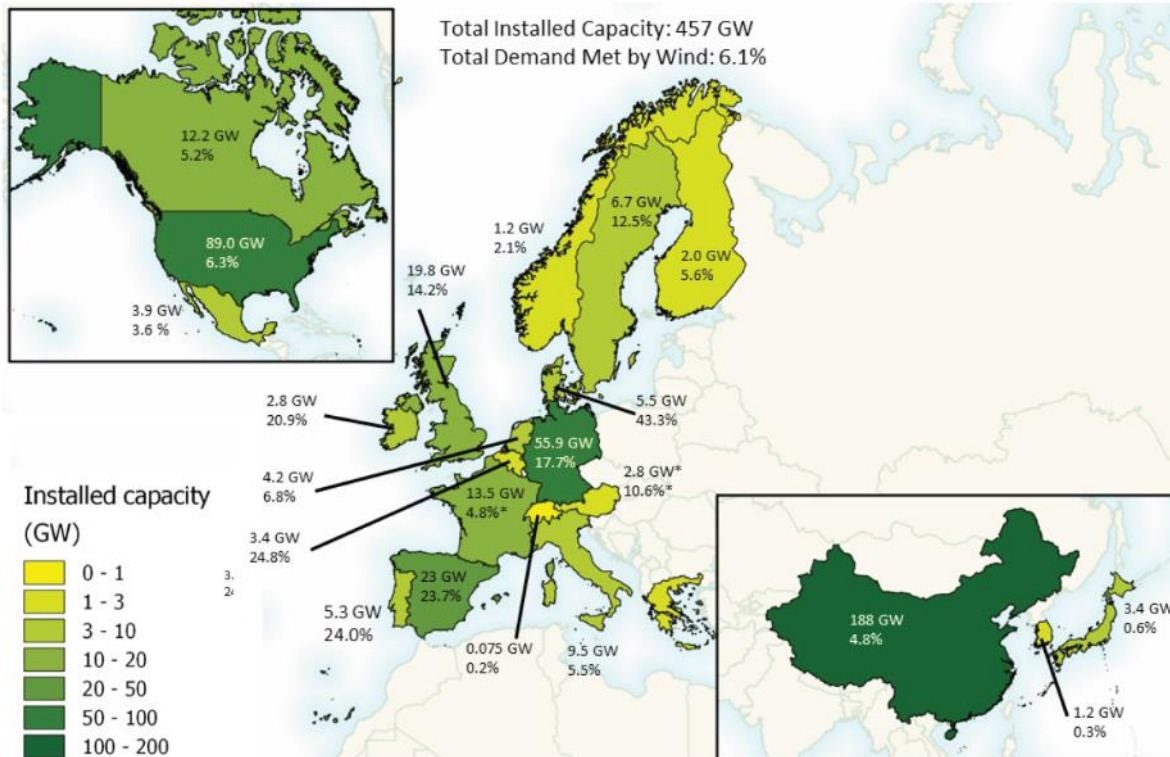 Total Installed Capacity: 457 GW
Total Demand Met by Wind: 6.1%
12.2 GW
5.2%
89.0 GW
6.3%
3.9 GW
3.6 %
1.2 GW
2.1%
6.7 GW
12.5%
2.0 GW
5.6%
19.8 GW
14.2%
2.8 GW
20.9%
5.5 GW
43.3%
55.9 GW
17.7%
4.2 GW
6.8%
2.8 GW*
10.6%*
13.5 GW
4.8%*
3.4 GW
24.8%
23 GW
23.7%
5.3 GW
24.0%
0.075 GW
0.2%
9.5 GW
5.5%
188 GW
4.8%
3.4 GW
0.6%
1.2 GW
0.3%
Installed capacity
(GW)
0 - 1
1 - 3
3 - 10
10 - 20
20 - 50
50 - 100
100 - 200